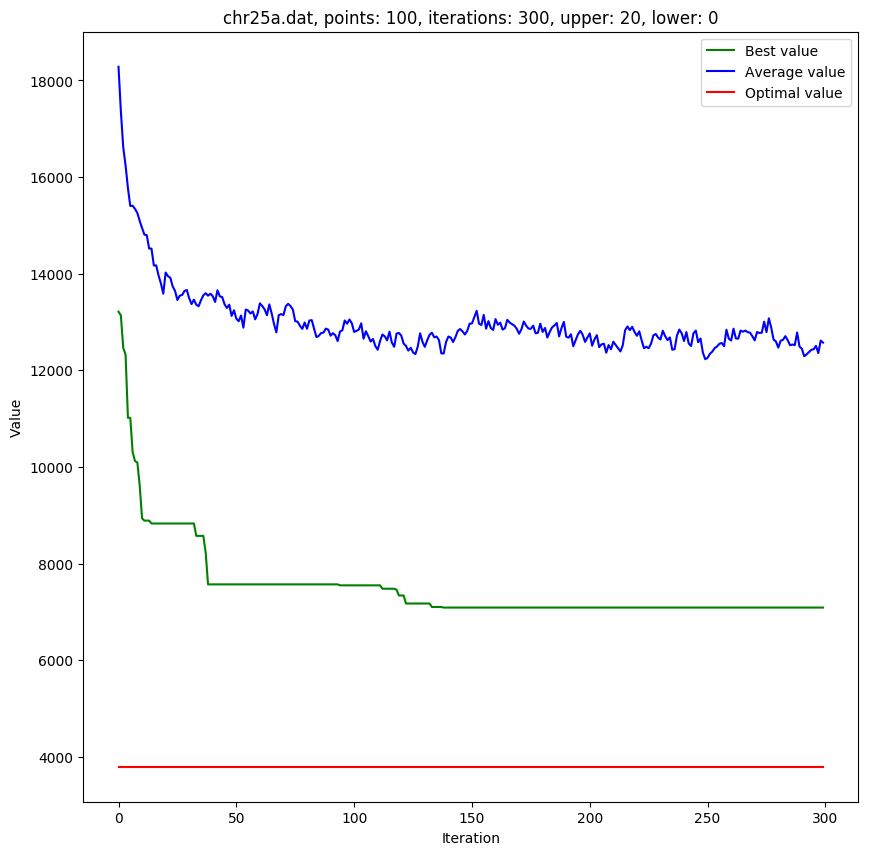 chr25a.dat, points: 100, iterations: 300, upper: 20, lower: 0
Best value
Average value
Optimal value
18000
16000
14000
12000
10000
8000
6000
4000
Value
0 50 100 150 200 250 300
Iteration